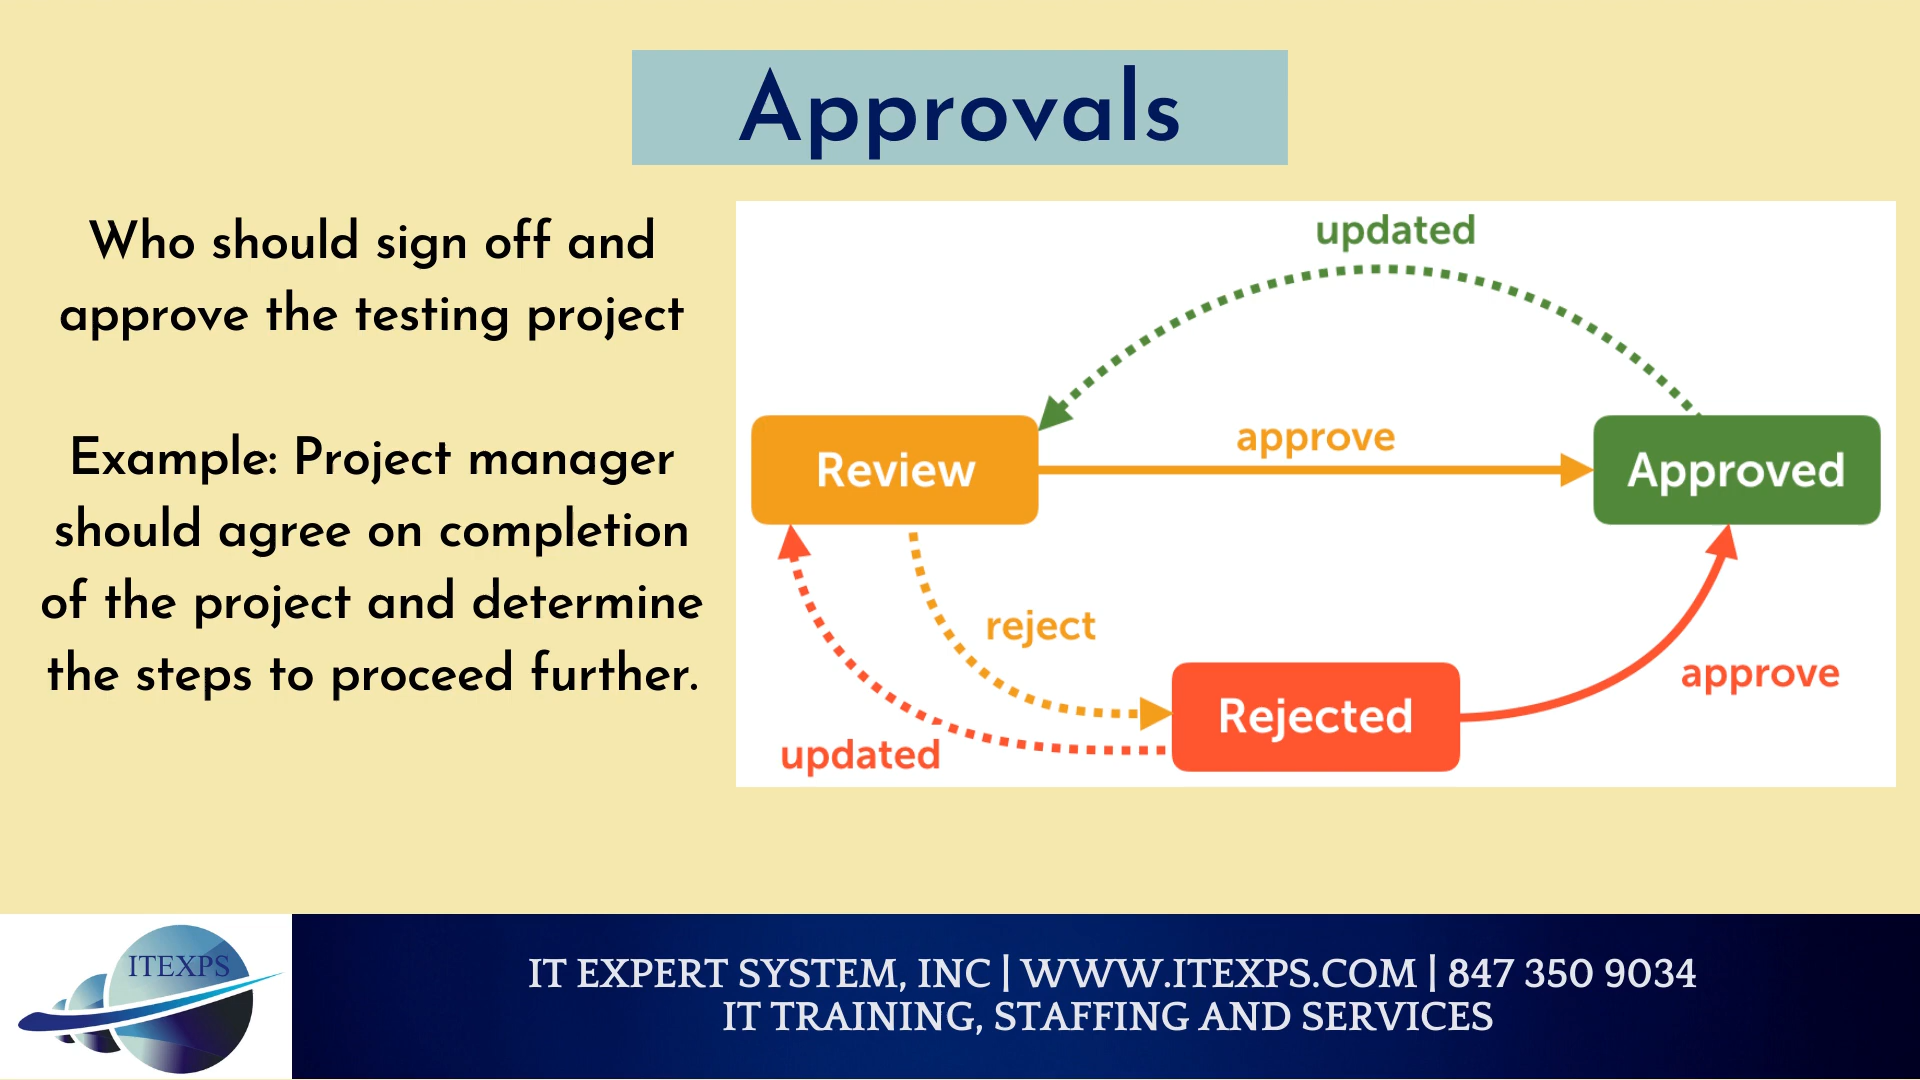 Approvals
Who should sign off and
approve the testing project
Example: Project manager
should agree on completion
of the project and determine
the steps to proceed further.
updated
approve
Review
Approved
reject
approve
Rejected
updated
ITEXPS
IT EXPERT SYSTEM, INC | WWW.ITEXPS.COM | 847 350 9034
IT TRAINING, STAFFING AND SERVICES